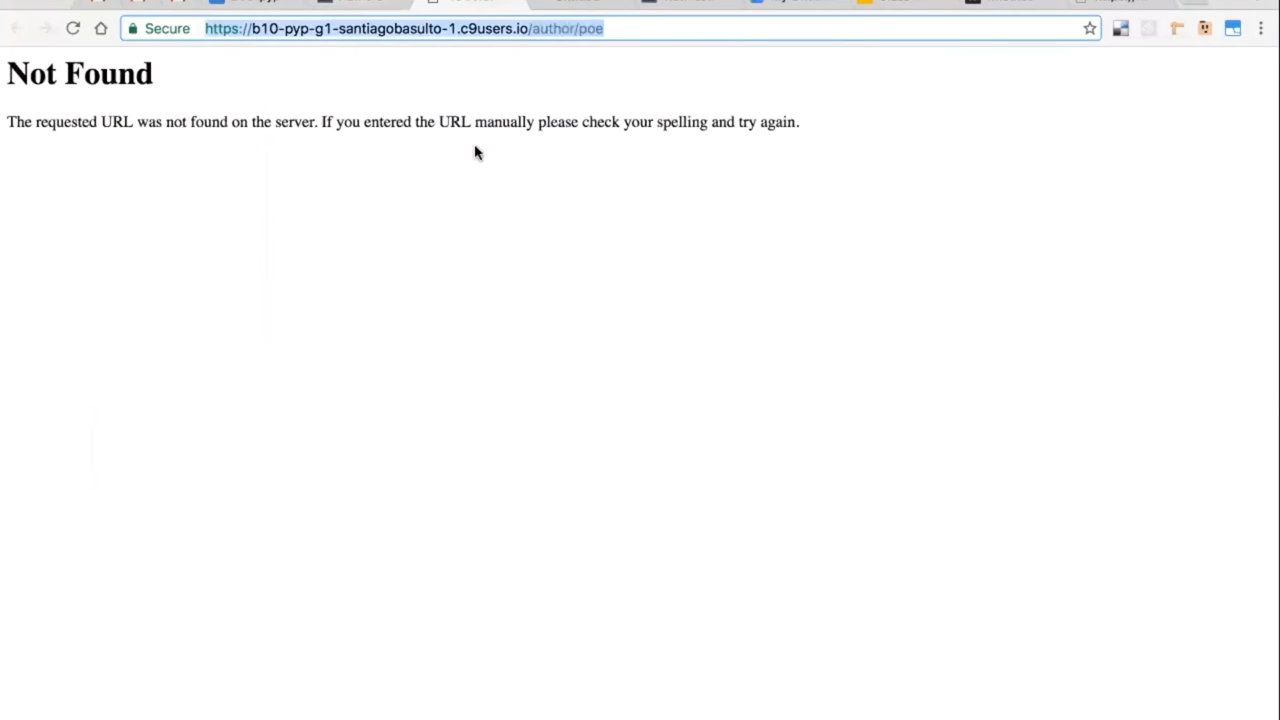 Secure https://b10-pyp-g1-santiagobasulto-1.c9users.io/author/poe
Not Found
The requested URL was not found on the server. If you entered the URL manually please check your spelling and try again.